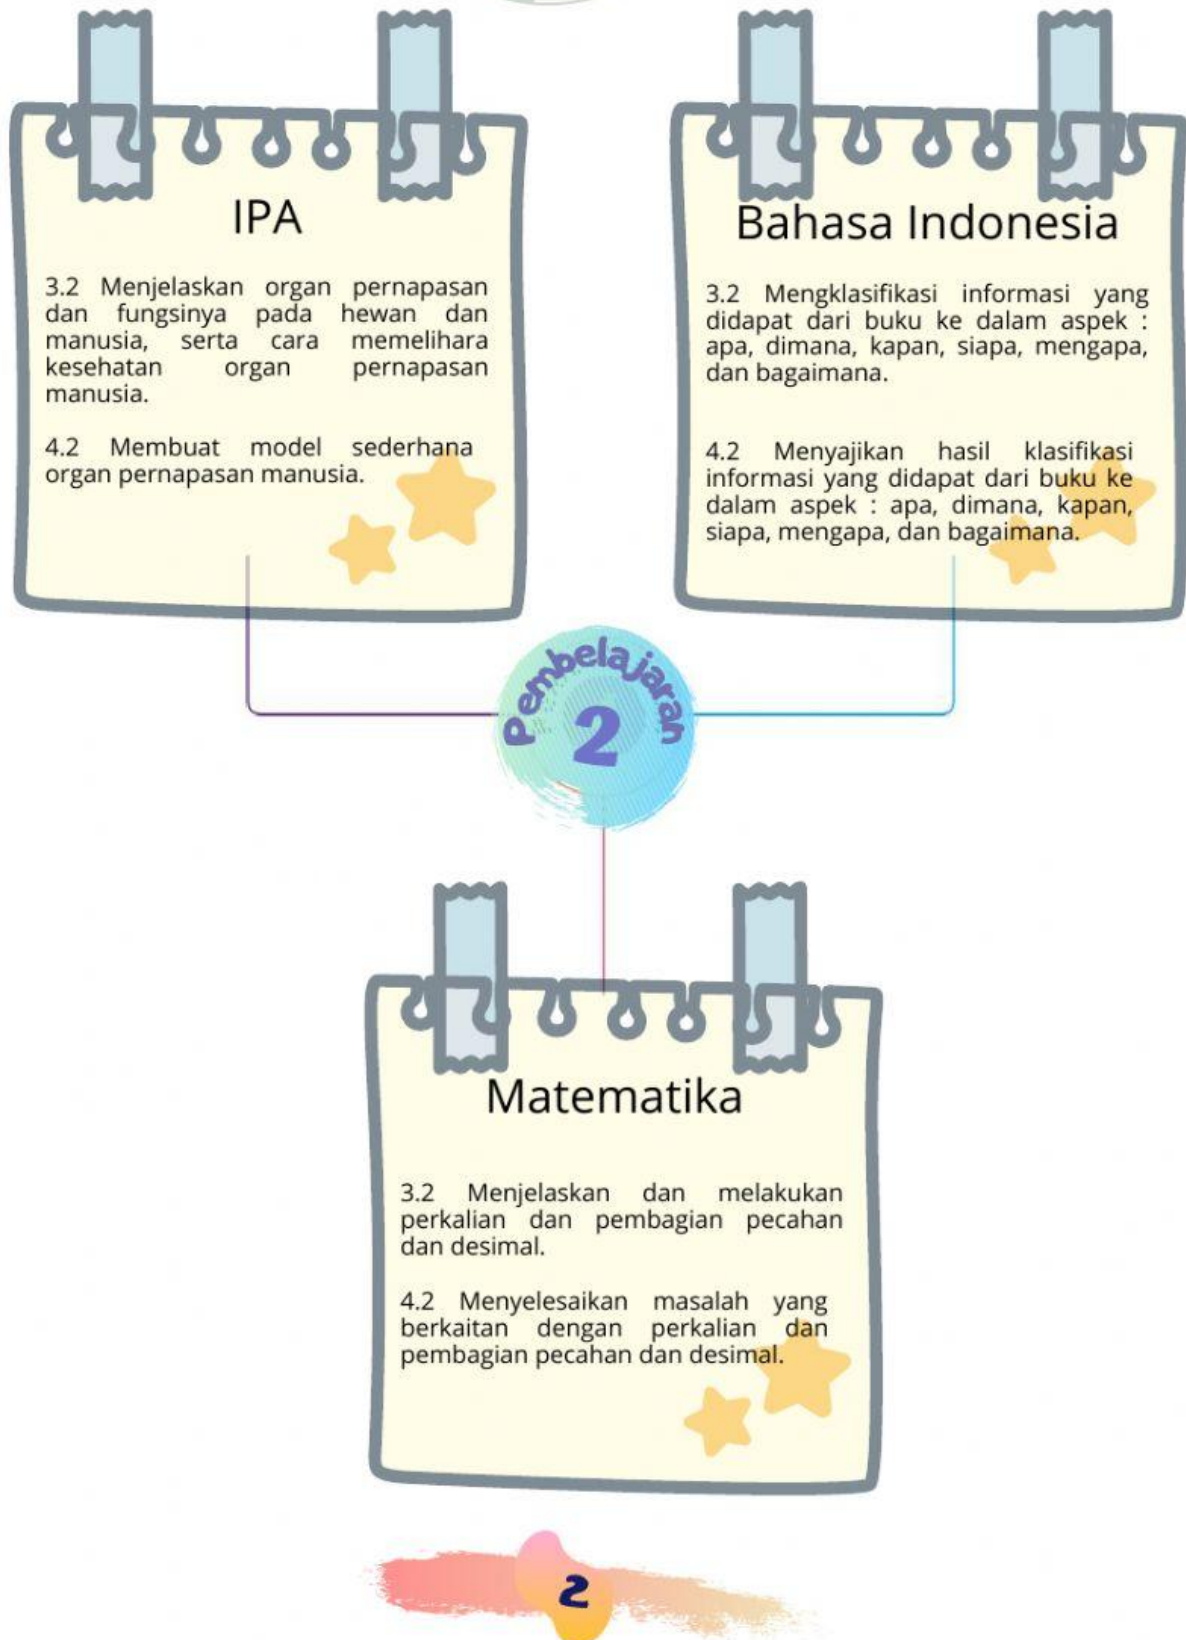 IPA
3.2 Menjelaskan organ pernapasan
dan fungsinya pada hewan dan
manusia, serta cara memelihara
kesehatan organ pernapasan
manusia.
4.2 Membuat model sederhana
organ pernapasan manusia.
Bahasa Indonesia
3.2 Mengklasifikasi informasi yang
didapat dari buku ke dalam aspek :
apa, dimana, kapan, siapa, mengapa,
dan bagaimana.
4.2 Menyajikan hasil klasifikasi
informasi yang didapat dari buku ke
dalam aspek : apa, dimana, kapan,
siapa, mengapa, dan bagaimana.
Pembelajaran
2
Matematika
3.2 Menjelaskan dan melakukan
perkalian dan pembagian pecahan
dan desimal.
4.2 Menyelesaikan masalah yang
berkaitan dengan perkalian dan
pembagian pecahan dan desimal.
2